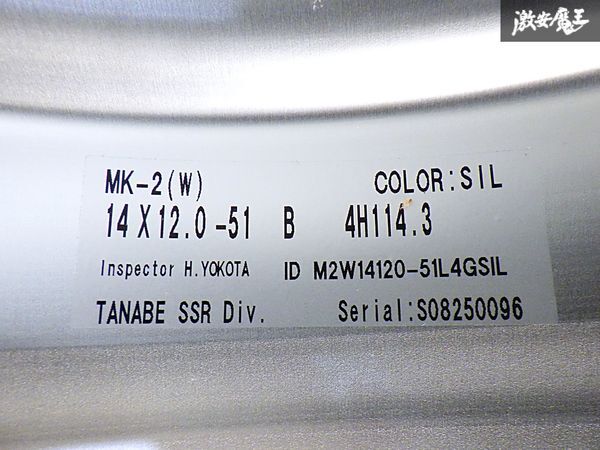 激安魔王
MK-2(W) COLOR:SIL
14X12.0-51 B 4H114.3
Inspector H.YOKOTA ID M2W14120-51L4GSIL
TANABE SSR Div. Serial:S08250096